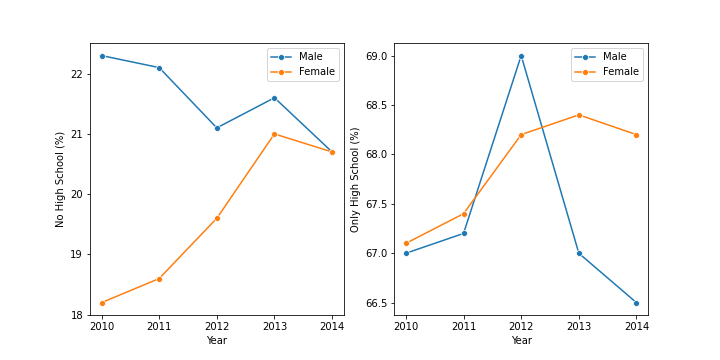 No High School (%)
22
21
20
19
18
2010 2011 2012 2013 2014
Year
Male
Female
Only High School (%)
69.0
68.5
68.0
67.5
67.0
66.5
2010 2011 2012 2013 2014
Year
Male
Female